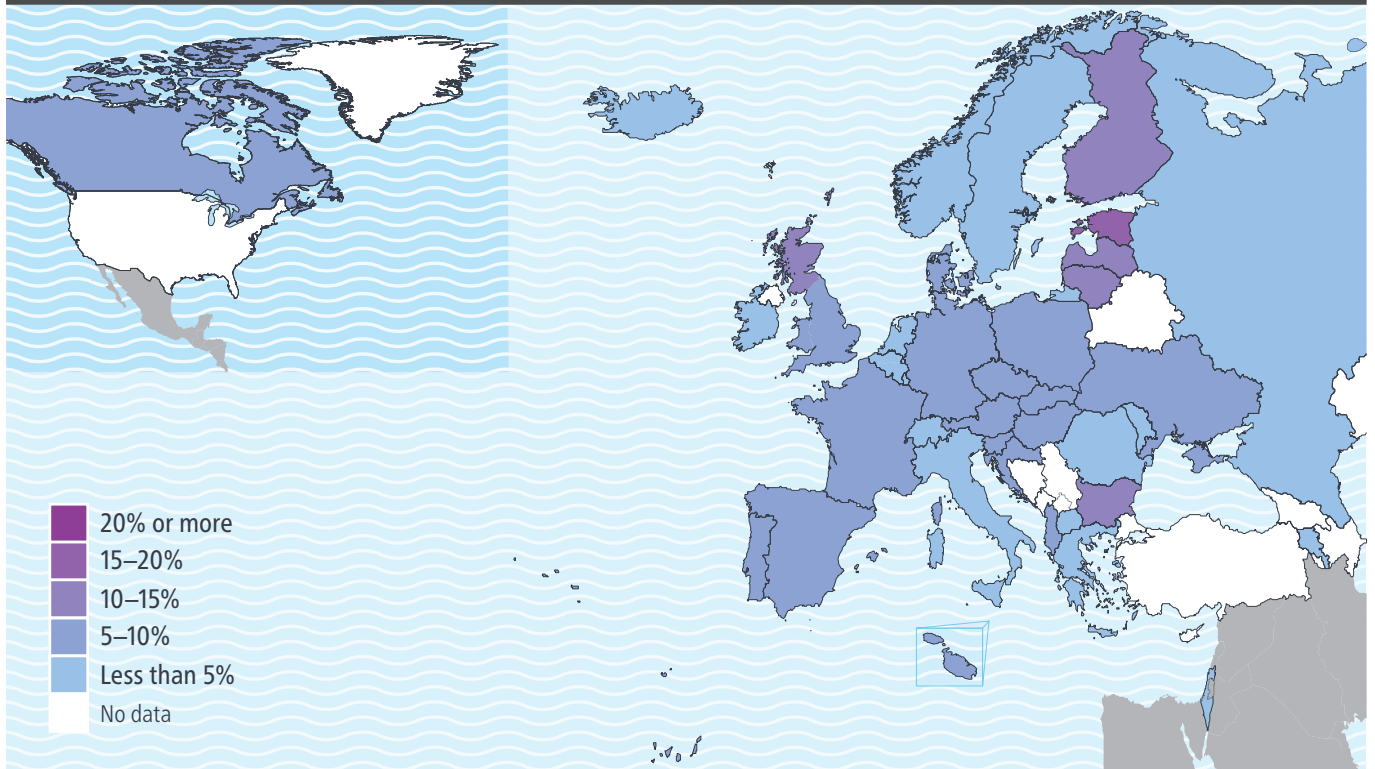 20% or more
15–20%
10–15%
5–10%
Less than 5%
No data